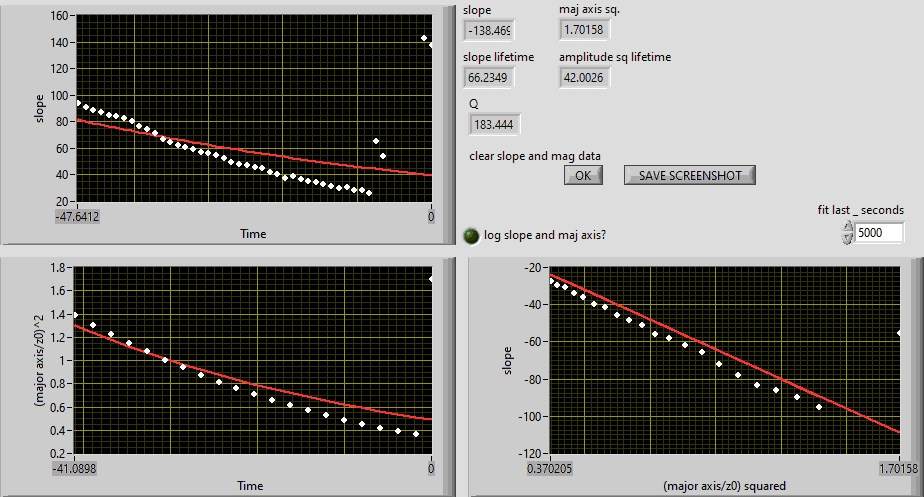 160
140
120
100
80
60
40
20
slope
-47.6412
0
Time
slope
-138.469
maj axis sq.
1.70158
slope lifetime
66.2349
amplitude sq lifetime
42.0026
Q
183.444
clear slope and mag data
OK
SAVE SCREENSHOT
fit last _ seconds
5000
log slope and maj axis?
1.8
1.6
1.4
1.2
1
0.8
0.6
0.4
0.2
(major axis/z0)^2
-41.0898
0
Time
-20
-40
-60
-80
-100
-120
slope
0.370205
1.70158
(major axis/z0) squared